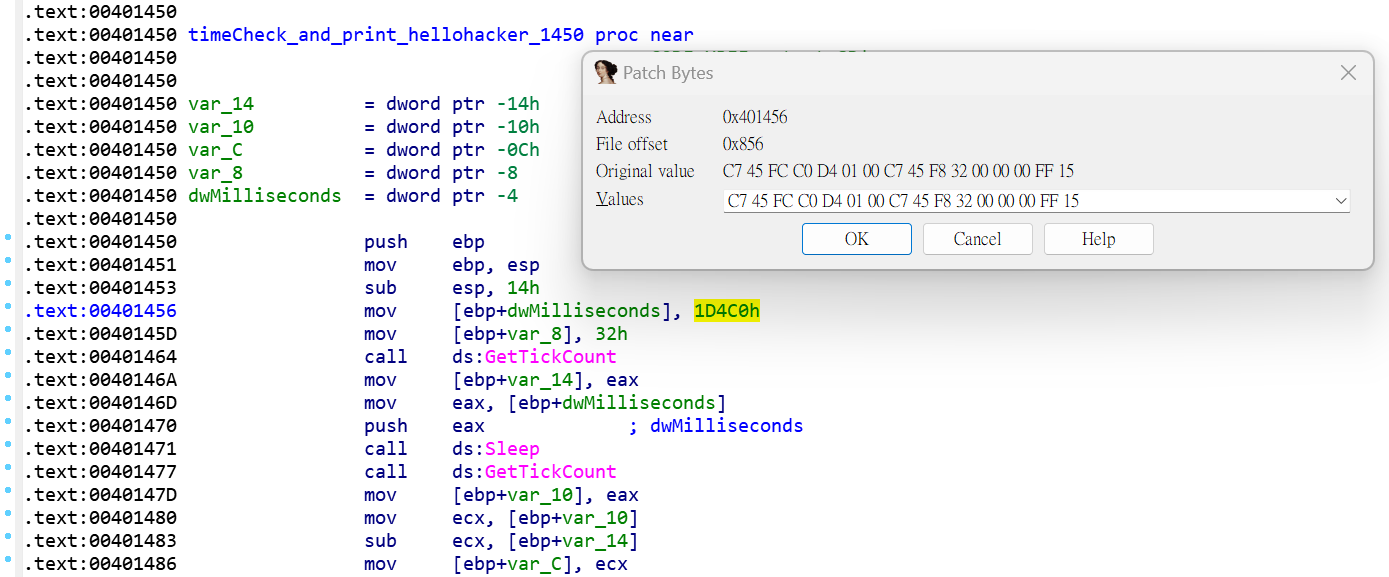 .text:00401450
.text:00401450 timeCheck_and_print_hellohacker_1450 proc near
.text:00401450
.text:00401450
.text:00401450 var_14          = dword ptr -14h
.text:00401450 var_10          = dword ptr -10h
.text:00401450 var_C           = dword ptr -0Ch
.text:00401450 var_8           = dword ptr -8
.text:00401450 dwMilliseconds  = dword ptr -4
.text:00401450
.text:00401450                 push    ebp
.text:00401451                 mov     ebp, esp
.text:00401453                 sub     esp, 14h
.text:00401456                 mov     [ebp+dwMilliseconds], 1D4C0h
.text:0040145D                 mov     [ebp+var_8], 32h
.text:00401464                 call    ds:GetTickCount
.text:0040146A                 mov     [ebp+var_14], eax
.text:0040146D                 mov     eax, [ebp+dwMilliseconds]
.text:00401470                 push    eax             ; dwMilliseconds
.text:00401471                 call    ds:Sleep
.text:00401477                 call    ds:GetTickCount
.text:0040147D                 mov     [ebp+var_10], eax
.text:00401480                 mov     ecx, [ebp+var_10]
.text:00401483                 sub     ecx, [ebp+var_14]
.text:00401486                 mov     [ebp+var_C], ecx
Patch Bytes
Address 0x401456
File offset 0x856
Original value C7 45 FC C0 D4 01 00 C7 45 F8 32 00 00 00 FF 15
Values C7 45 FC C0 D4 01 00 C7 45 F8 32 00 00 00 FF 15
OK Cancel Help